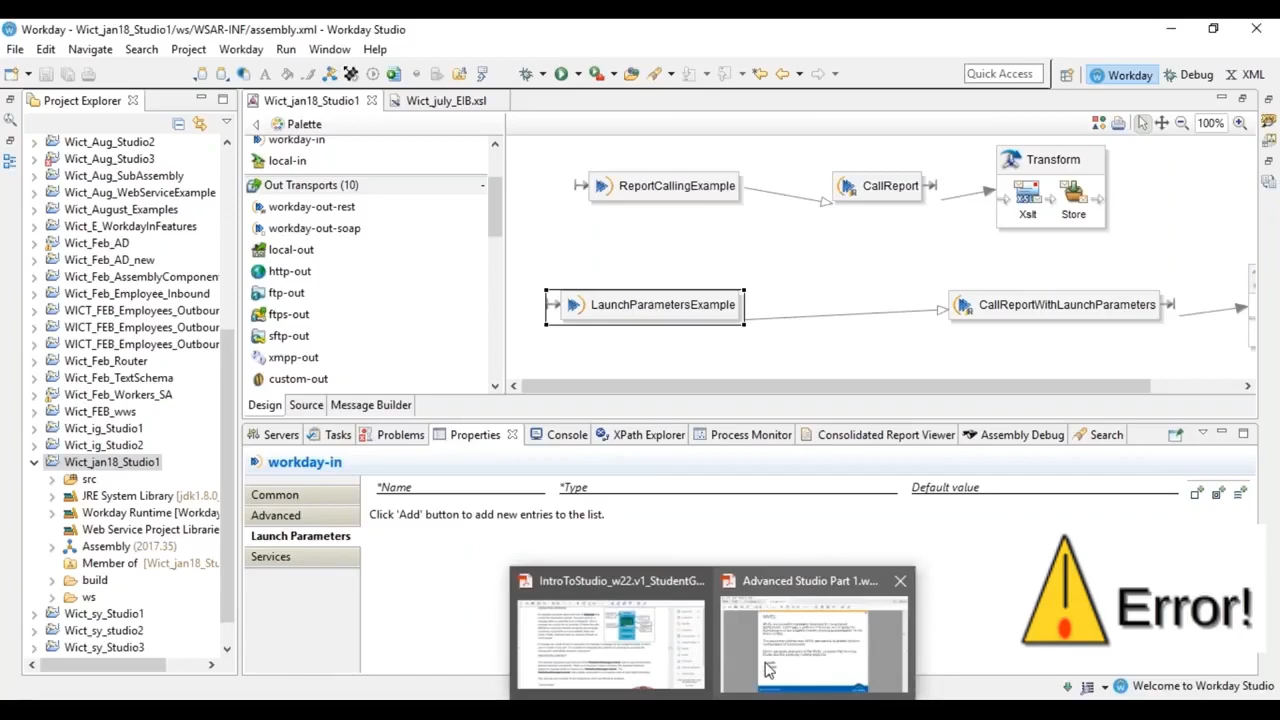 Workday - Wict_jan18_Studio1/ws/WSAR-INF/assembly.xml - Workday Studio
File Edit Navigate Search Project Workday Run Window Help
Quick Access
Workday
Debug
XML
Project Explorer
Wict_Aug_Studio2
Wict_Aug_Studio3
Wict_Aug_SubAssembly
Wict_Aug_WebServiceExample
Wict_August_Examples
Wict_E_WorkdayInFeatures
Wict_Feb_AD
Wict_Feb_AD_new
Wict_Feb_AssemblyComponen
Wict_Feb_Employee_Inbound
WICT_FEB_Employees_Outbour
WICT_FEB_Employees_Outbour
WICT_FEB_Employees_Outbour
Wict_Feb_Router
Wict_Feb_TextSchema
Wict_Feb_Workers_SA
Wict_FEB_wws
Wict_ig_Studio1
Wict_ig_Studio2
Wict_jan18_Studio1
src
JRE System Library [jdk1.8.0_
Workday Runtime [Workday
Web Service Project Libraries
Assembly (2017.35)
Member of [Wict_jan18_Stu
build
ws
Wict_sy_Studio1
Wict_sy_studio2
Wict_sy_Studio3
Wict_jan18_Studio1
Wict_july_EIB.xsl
Palette
workday-in
local-in
Out Transports (10)
workday-out-rest
workday-out-soap
local-out
http-out
ftp-out
ftps-out
sftp-out
xmpp-out
custom-out
100%
ReportCallingExample
CallReport
Transform
Xslt
Store
LaunchParametersExample
CallReportWithLaunchParameters
Design Source Message Builder
Servers Tasks Problems Properties Console XPath Explorer Process Monitor Consolidated Report Viewer Assembly Debug Search
workday-in
Common
Advanced
Launch Parameters
Services
*Name *Type Default value
Click 'Add' button to add new entries to the list.
IntroToStudio_w22.v1_StudentG...
Advanced Studio Part 1.w...
Error!
Welcome to Workday Studio